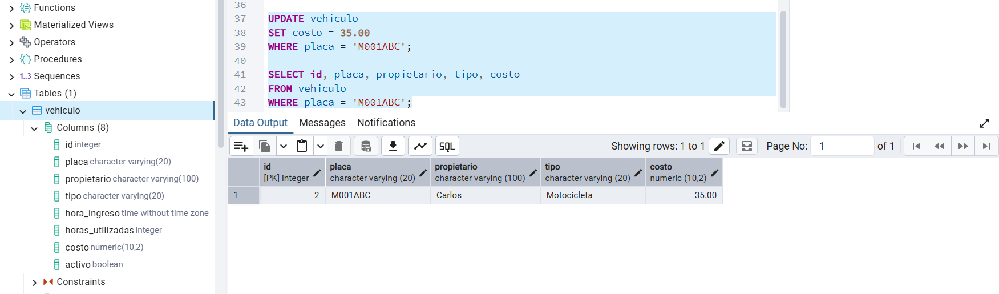 Functions
Materialized Views
Operators
Procedures
1..3 Sequences
Tables (1)
vehiculo
Columns (8)
id integer
placa character varying(20)
propietario character varying(100)
tipo character varying(20)
hora_ingreso time without time zone
horas_utilizadas integer
costo numeric(10,2)
activo boolean
Constraints
36
37 UPDATE vehiculo
38 SET costo = 35.00
39 WHERE placa = 'M001ABC';
40
41 SELECT id, placa, propietario, tipo, costo
42 FROM vehiculo
43 WHERE placa = 'M001ABC';
Data Output Messages Notifications
SQL Showing rows: 1 to 1 Page No: 1 of 1
id placa propietario tipo costo
[PK] integer character varying (20) character varying (100) character varying (20) numeric (10,2)
1 2 M001ABC Carlos Motocicleta 35.00